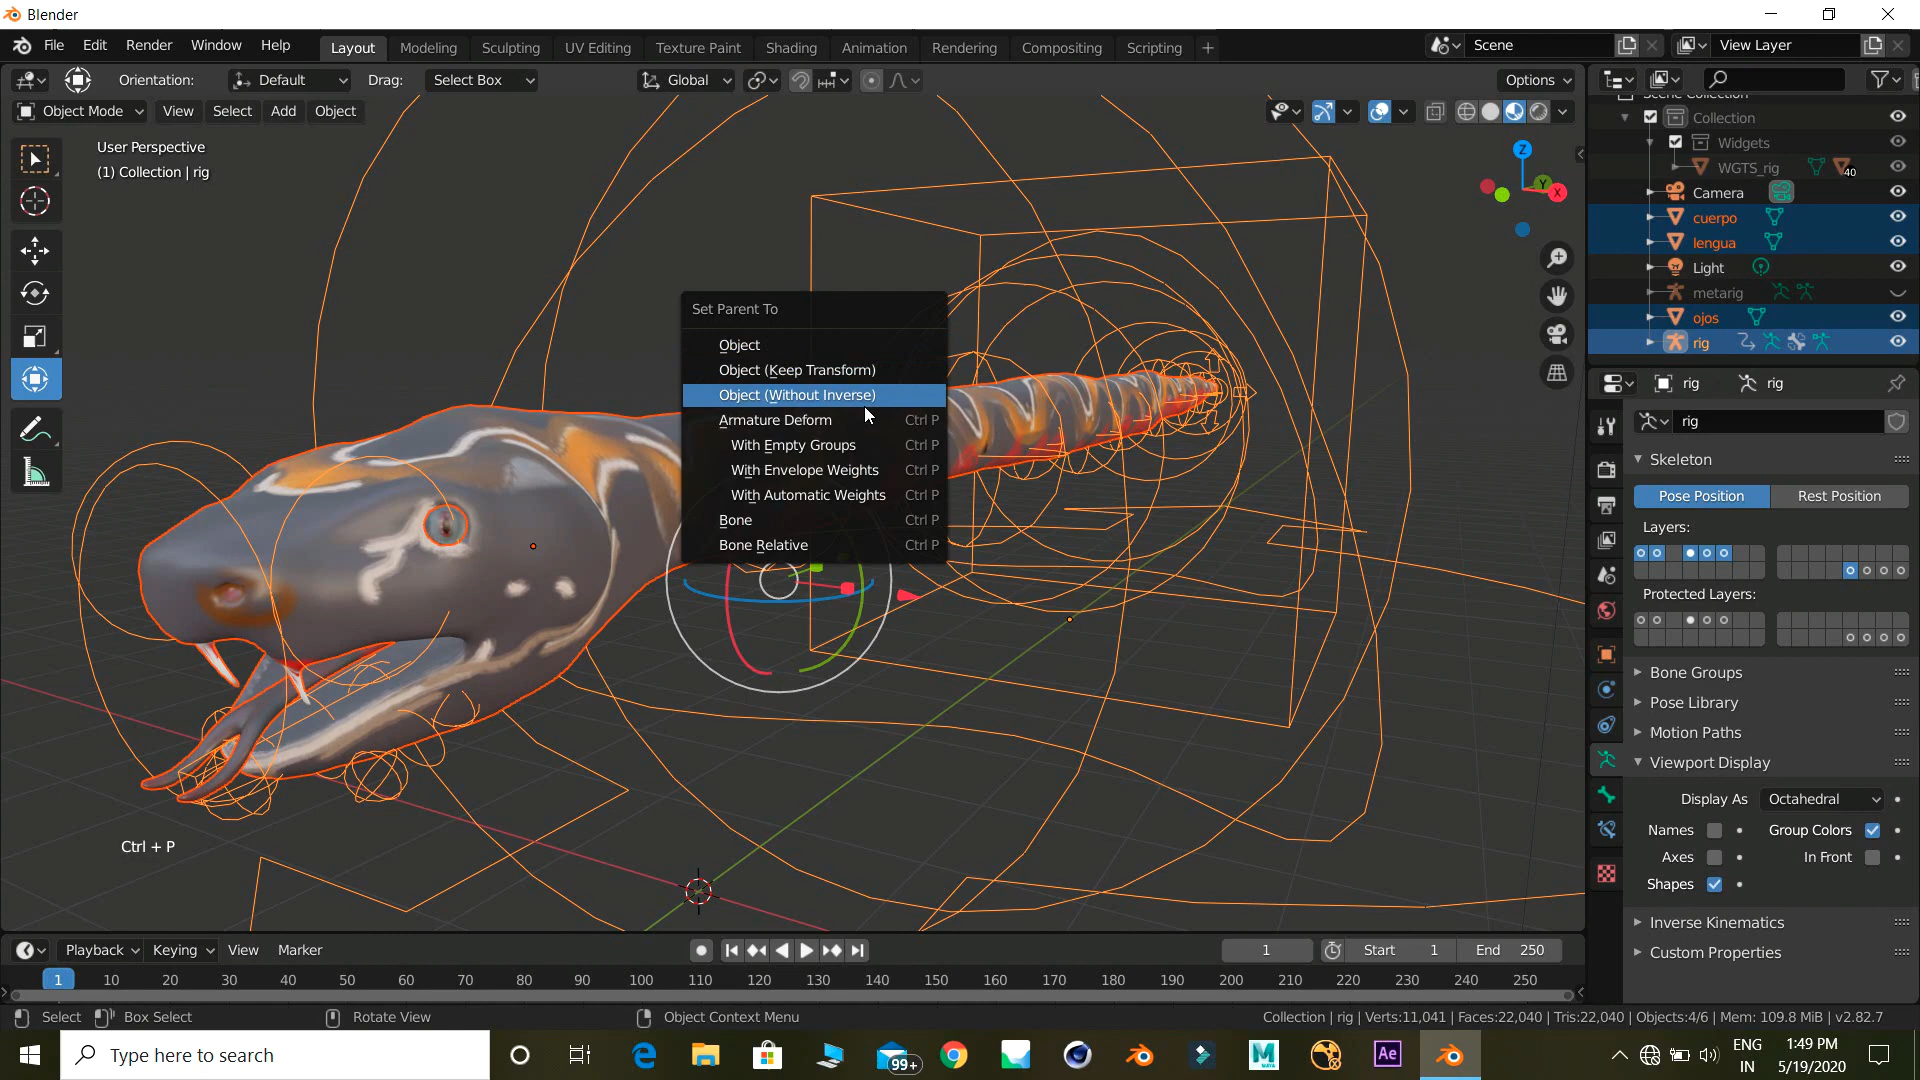 Blender
File Edit Render Window Help
Layout Modeling Sculpting UV Editing Texture Paint Shading Animation Rendering Compositing Scripting +
Scene
View Layer
Orientation: Default Drag: Select Box
Global
Options
Object Mode View Select Add Object
User Perspective
(1) Collection | rig
Z
Y
X
Set Parent To
Object
Object (Keep Transform)
Object (Without Inverse)
Armature Deform Ctrl P
With Empty Groups Ctrl P
With Envelope Weights Ctrl P
With Automatic Weights Ctrl P
Bone Ctrl P
Bone Relative Ctrl P
Ctrl + P
Scene Collection
Collection
Widgets
WGTS_rig 40
Camera
cuerpo
lengua
Light
metarig
ojos
rig
rig rig
rig
Skeleton
Pose Position Rest Position
Layers:
Protected Layers:
Bone Groups
Pose Library
Motion Paths
Viewport Display
Display As Octahedral
Names Group Colors
Axes In Front
Shapes
Inverse Kinematics
Custom Properties
Playback Keying View Marker
1 Start 1 End 250
1 10 20 30 40 50 60 70 80 90 100 110 120 130 140 150 160 170 180 190 200 210 220 230 240 250
Select Box Select Rotate View Object Context Menu
Collection | rig | Verts:11,041 | Faces:22,040 | Tris:22,040 | Objects:4/6 | Mem: 109.8 MiB | v2.82.7
Type here to search
99+
MAYA
Ae
ENG
IN
1:49 PM
5/19/2020